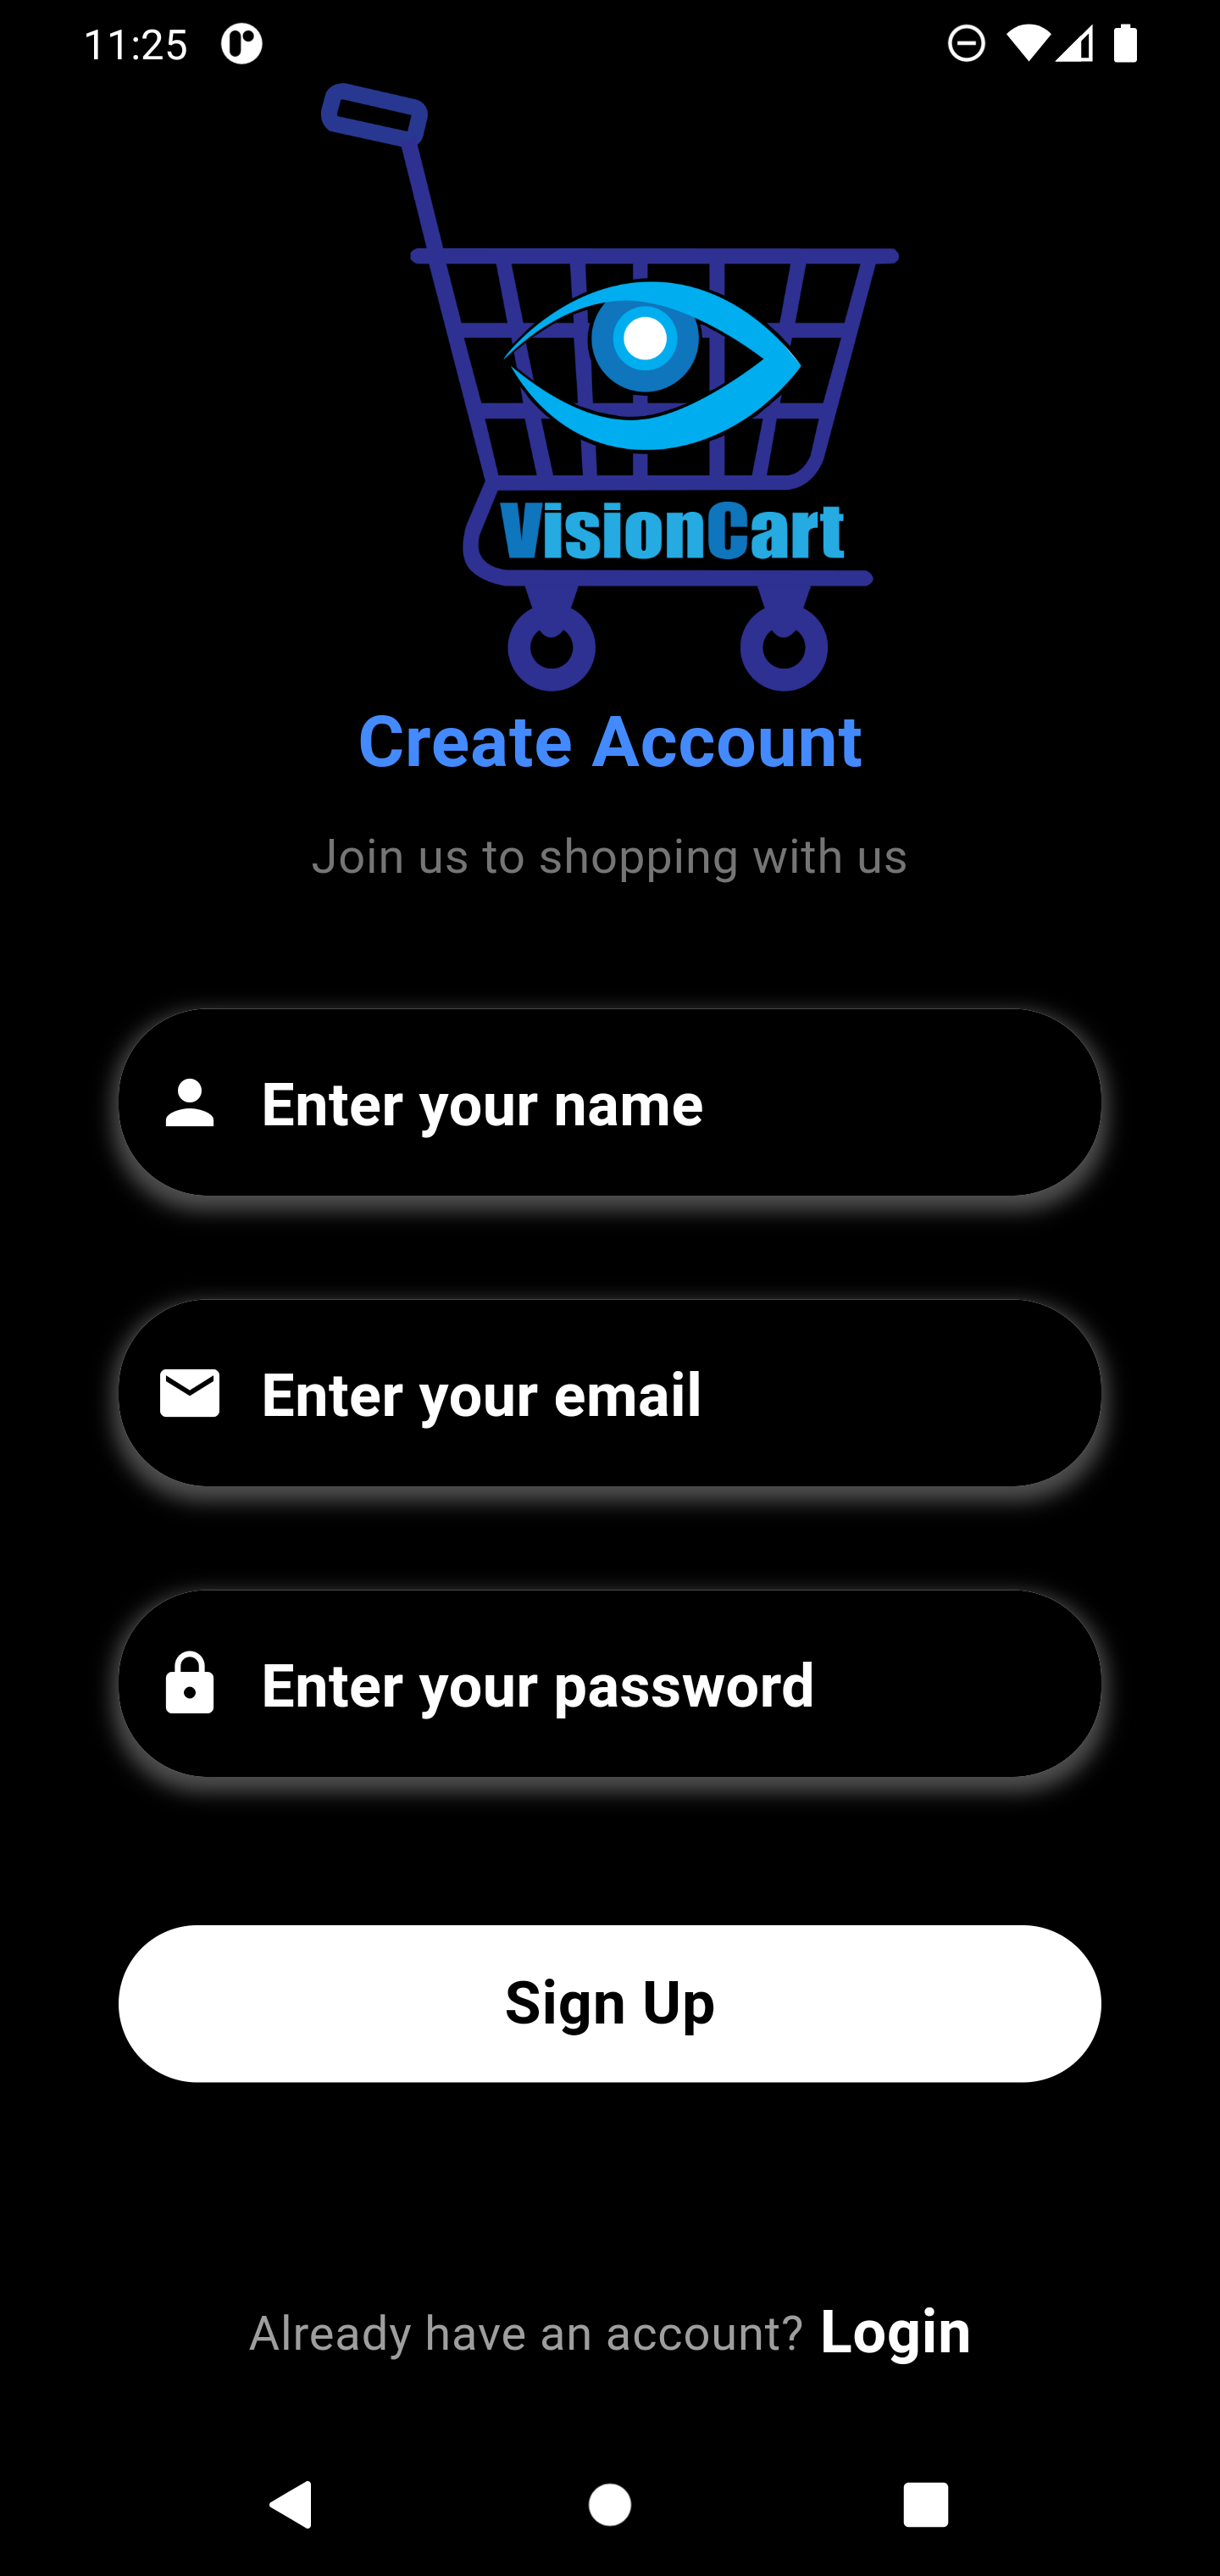 11:25
VisionCart
Create Account
Join us to shopping with us
Enter your name
Enter your email
Enter your password
Sign Up
Already have an account? Login